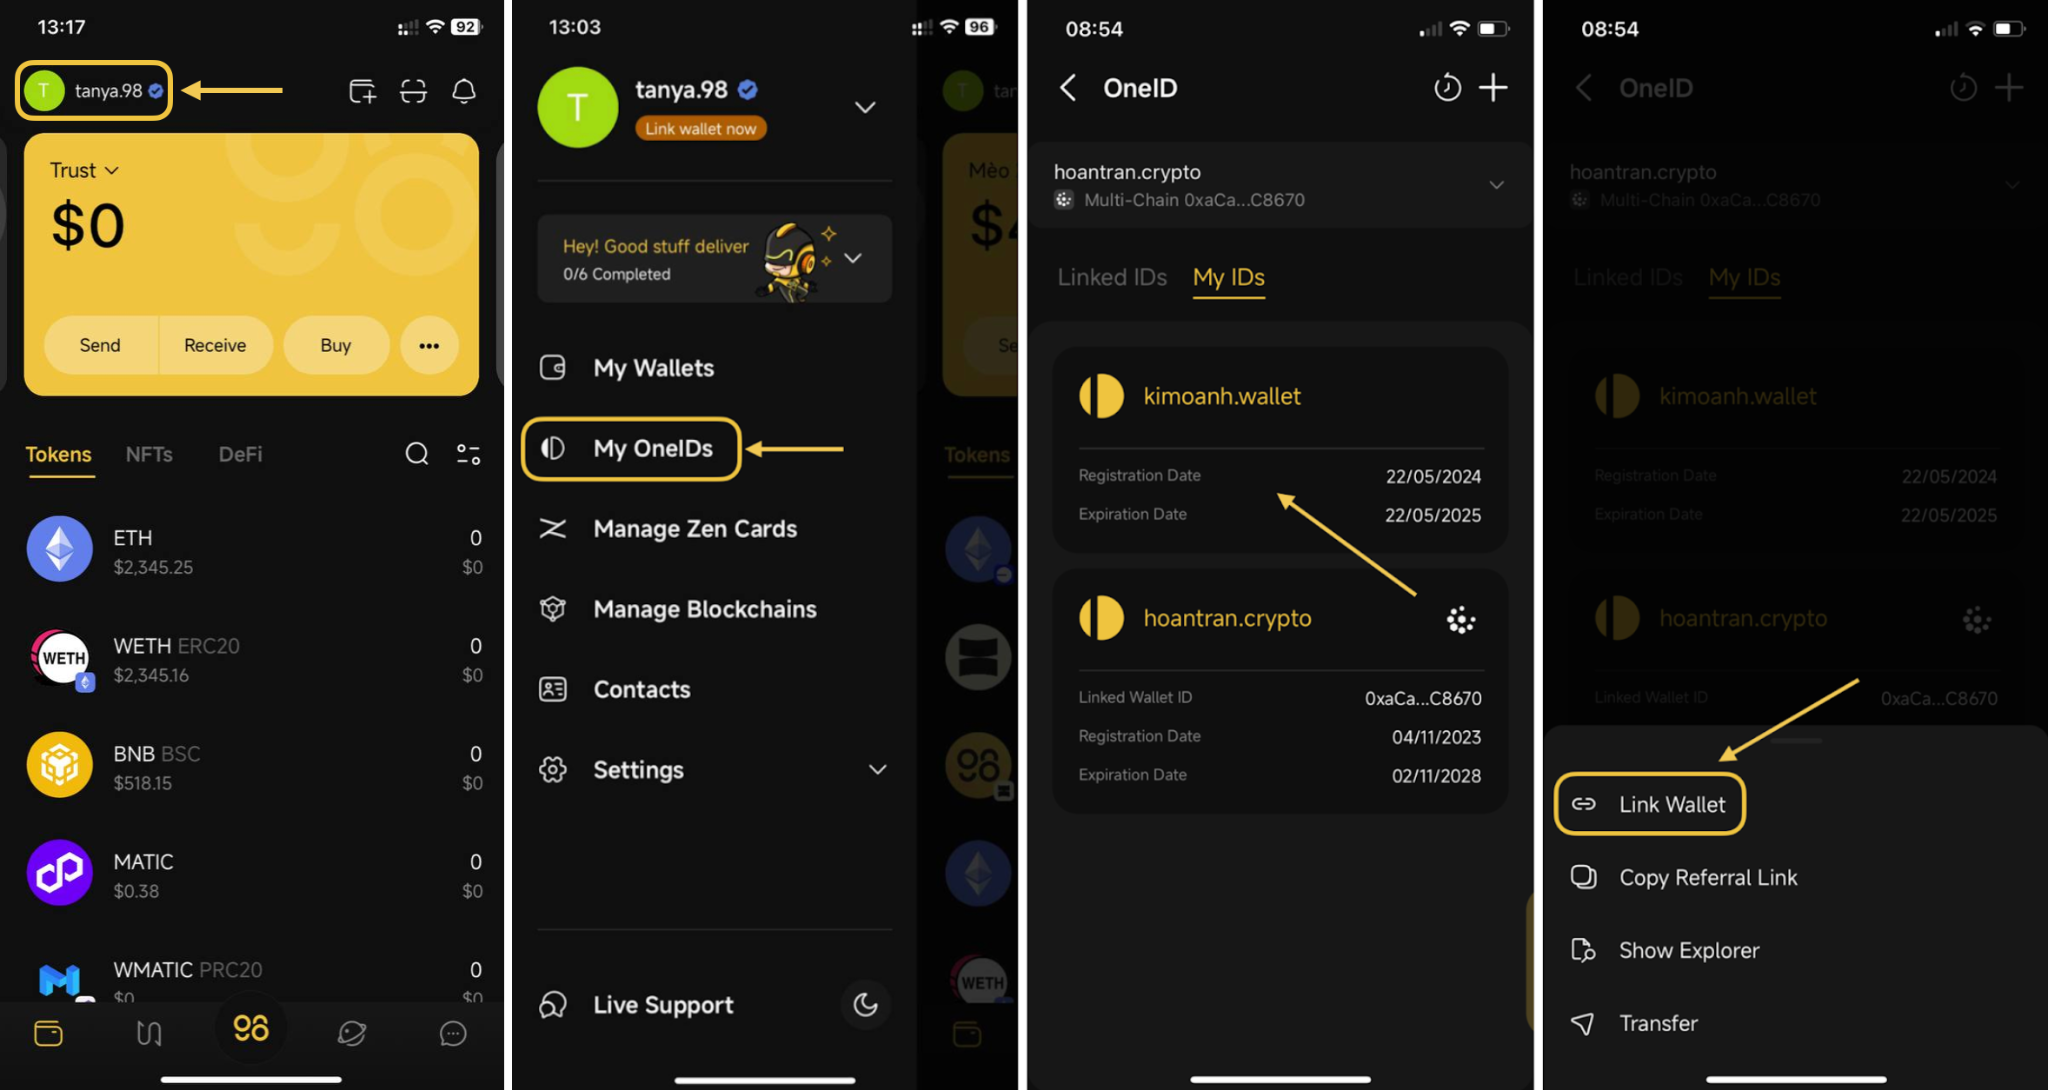 13:17
92
T tanya.98
Trust
$0
Send Receive Buy
Tokens NFTs DeFi
ETH 0
$2,345.25 $0
WETH WETH ERC20 0
$2,345.16 $0
BNB BSC 0
$518.15 $0
MATIC 0
$0.38 $0
WMATIC PRC20 0
$0 $0
13:03
96
T tanya.98
Link wallet now
Hey! Good stuff deliver
0/6 Completed
My Wallets
My OneIDs
Manage Zen Cards
Manage Blockchains
Contacts
Settings
Live Support
T tan
Mèo
$4
Se
Tokens
WETH
08:54
OneID
hoantran.crypto
Multi-Chain 0xaCa...C8670
Linked IDs My IDs
kimoanh.wallet
Registration Date 22/05/2024
Expiration Date 22/05/2025
hoantran.crypto
Linked Wallet ID 0xaCa...C8670
Registration Date 04/11/2023
Expiration Date 02/11/2028
08:54
OneID
hoantran.crypto
Multi-Chain 0xaCa...C8670
Linked IDs My IDs
kimoanh.wallet
Registration Date 22/05/2024
Expiration Date 22/05/2025
hoantran.crypto
Linked Wallet ID 0xaCa...C8670
Link Wallet
Copy Referral Link
Show Explorer
Transfer